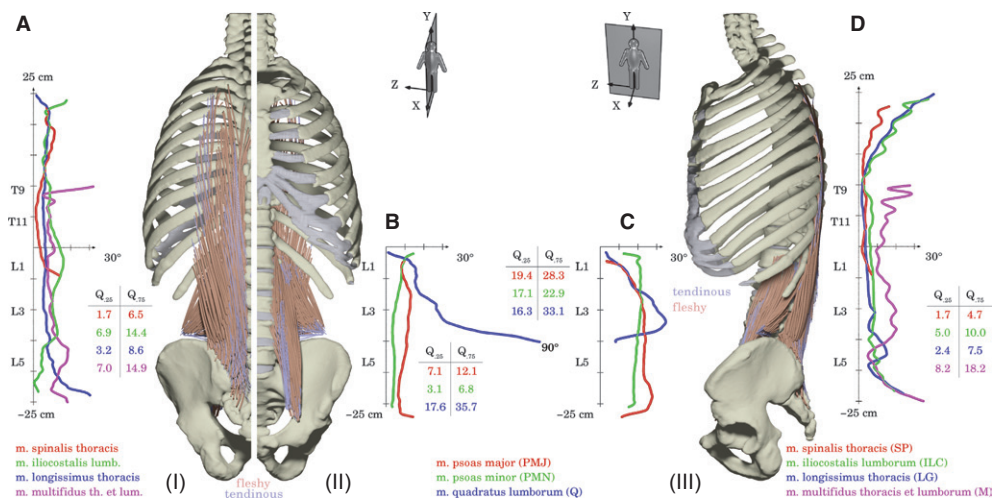 A
25 cm
T9
T11
L1
L3
L5
−25 cm
30°
Q.25 Q.75
1.7 6.5
6.9 14.4
3.2 8.6
7.0 14.9
m. spinalis thoracis
m. iliocostalis lumb.
m. longissimus thoracis
m. multifidus th. et lum.
(I)
fleshy
tendinous
(II)
Y
Z
X
B
30°
L1
L3
L5
−25 cm
90°
Q.25 Q.75
7.1 12.1
3.1 6.8
17.6 35.7
Q.25 Q.75
19.4 28.3
17.1 22.9
16.3 33.1
m. psoas major (PMJ)
m. psoas minor (PMN)
m. quadratus lumborum (Q)
Y
Z
X
C
30°
L1
L3
L5
−25 cm
tendinous
fleshy
(III)
D
25 cm
T9
T11
L1
L3
L5
−25 cm
30°
Q.25 Q.75
1.7 4.7
5.0 10.0
2.4 7.5
8.2 18.2
m. spinalis thoracis (SP)
m. iliocostalis lumborum (ILC)
m. longissimus thoracis (LG)
m. multifidus thoracis et lumborum (M)